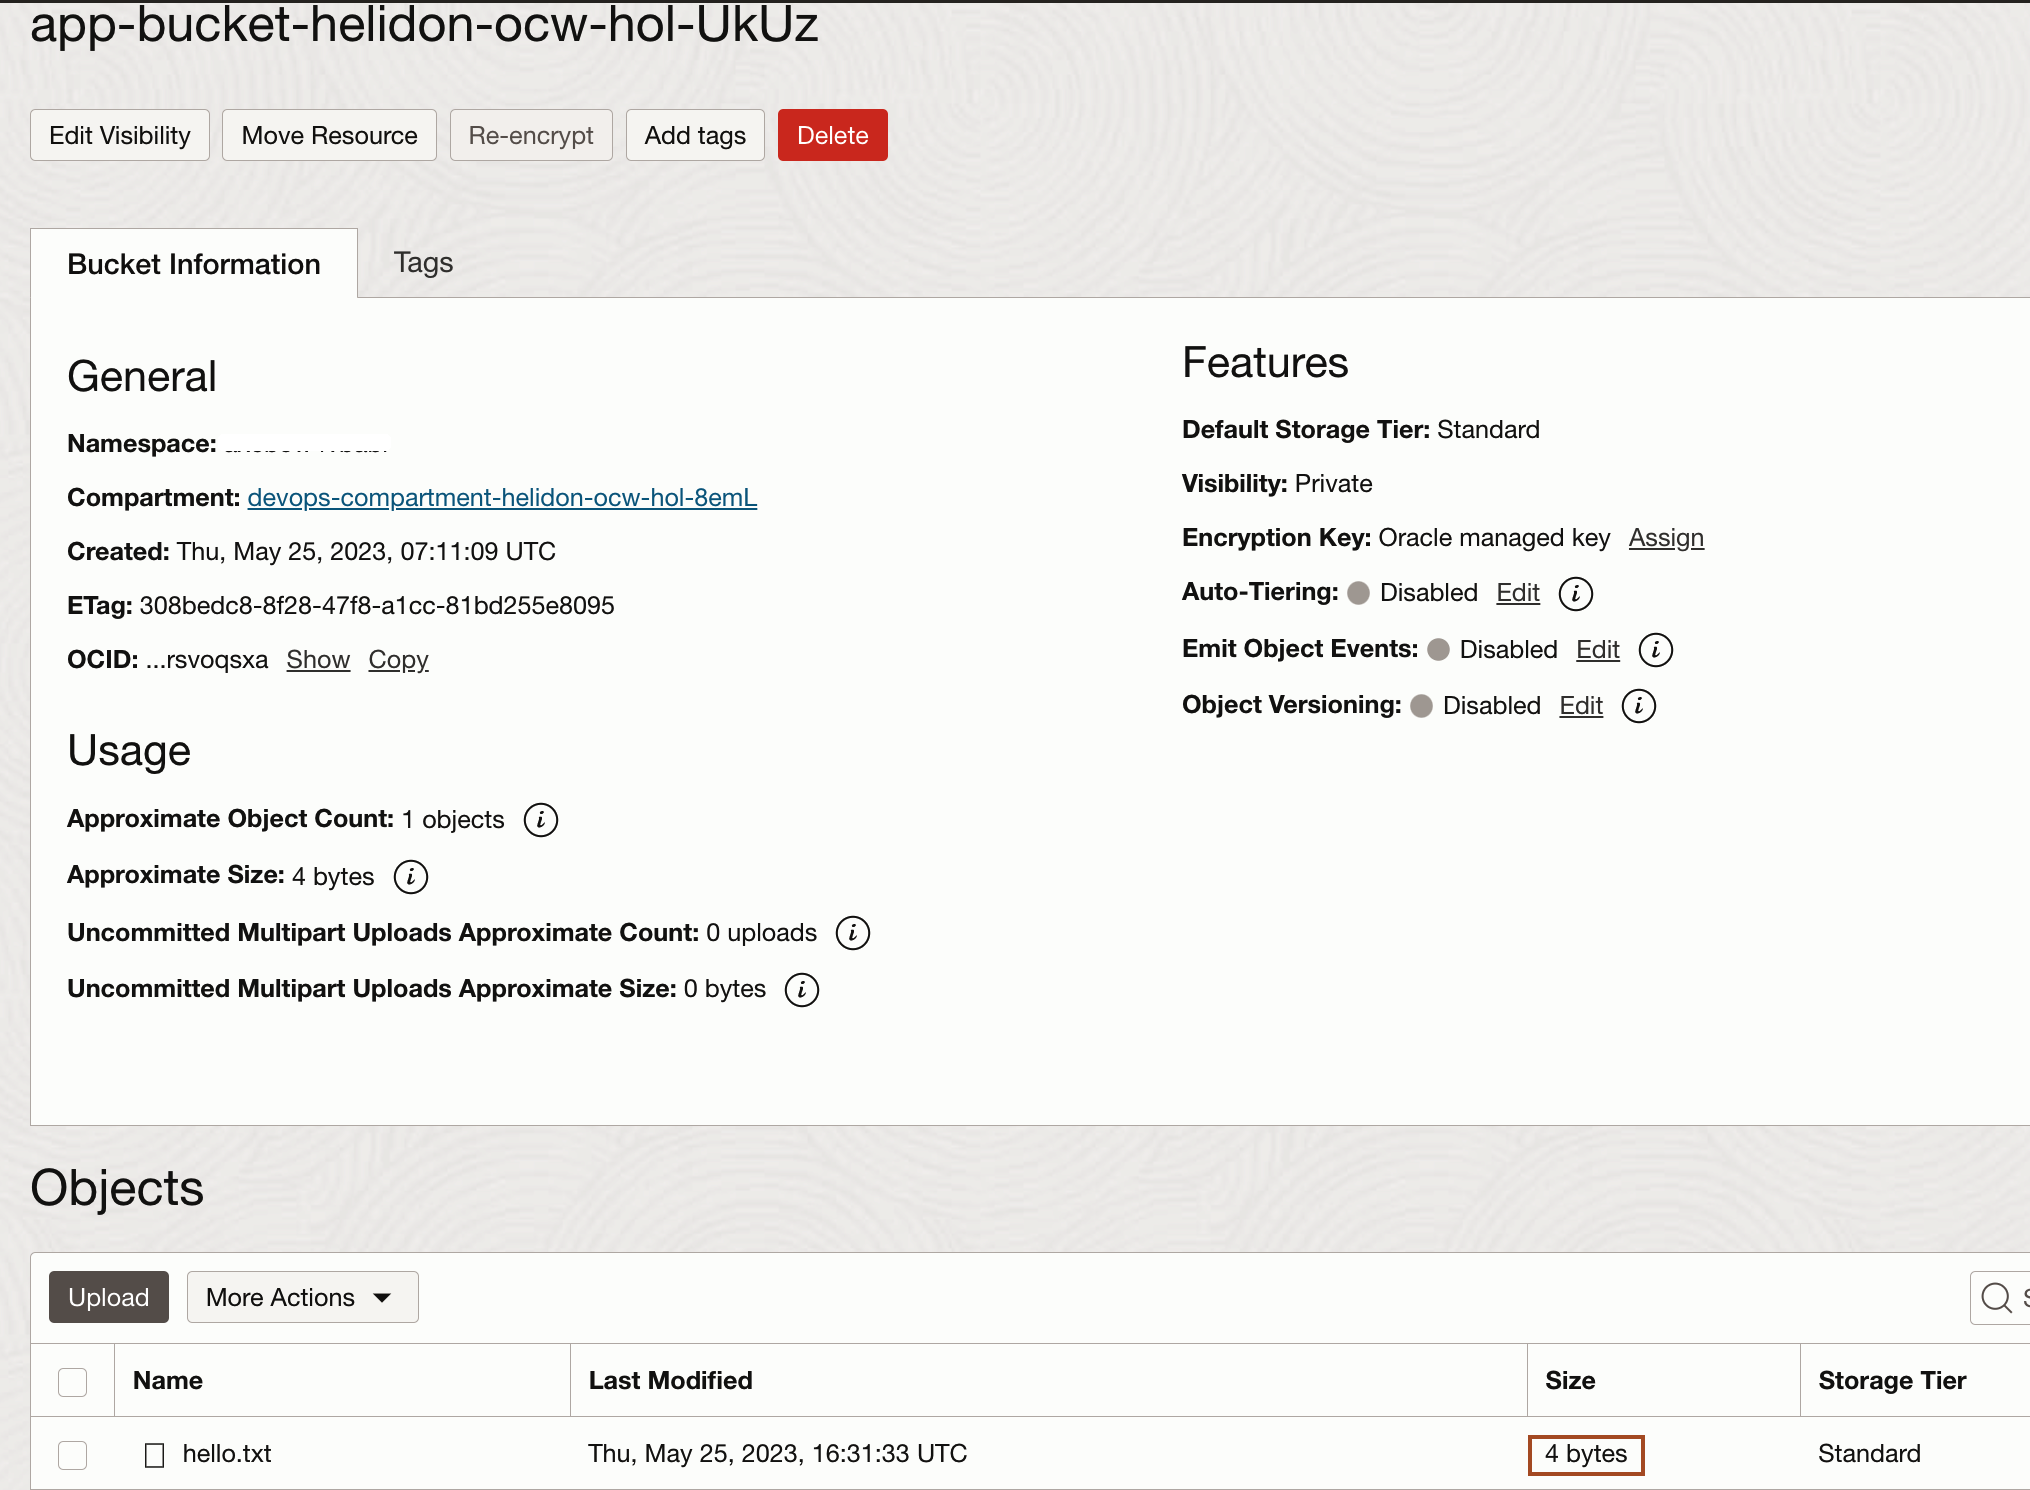 app-bucket-helidon-ocw-hol-UkUz
Edit Visibility Move Resource Re-encrypt Add tags Delete
Bucket Information Tags
General
Namespace:
Compartment: devops-compartment-helidon-ocw-hol-8emL
Created: Thu, May 25, 2023, 07:11:09 UTC
ETag: 308bedc8-8f28-47f8-a1cc-81bd255e8095
OCID: ...rsvoqsxa Show Copy
Usage
Approximate Object Count: 1 objects i
Approximate Size: 4 bytes i
Uncommitted Multipart Uploads Approximate Count: 0 uploads i
Uncommitted Multipart Uploads Approximate Size: 0 bytes i
Features
Default Storage Tier: Standard
Visibility: Private
Encryption Key: Oracle managed key Assign
Auto-Tiering: Disabled Edit i
Emit Object Events: Disabled Edit i
Object Versioning: Disabled Edit i
Objects
Upload More Actions
Name Last Modified Size Storage Tier
hello.txt Thu, May 25, 2023, 16:31:33 UTC 4 bytes Standard